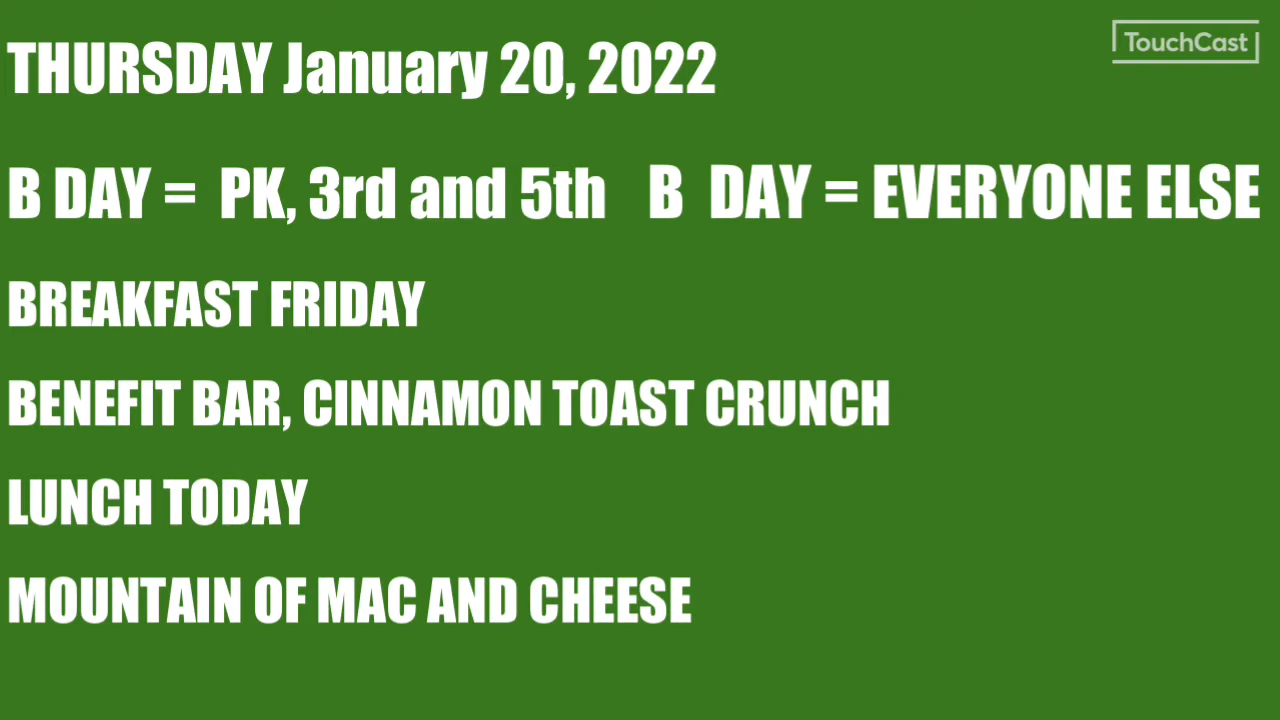 TouchCast
THURSDAY January 20, 2022
B DAY = PK, 3rd and 5th B DAY = EVERYONE ELSE
BREAKFAST FRIDAY
BENEFIT BAR, CINNAMON TOAST CRUNCH
LUNCH TODAY
MOUNTAIN OF MAC AND CHEESE